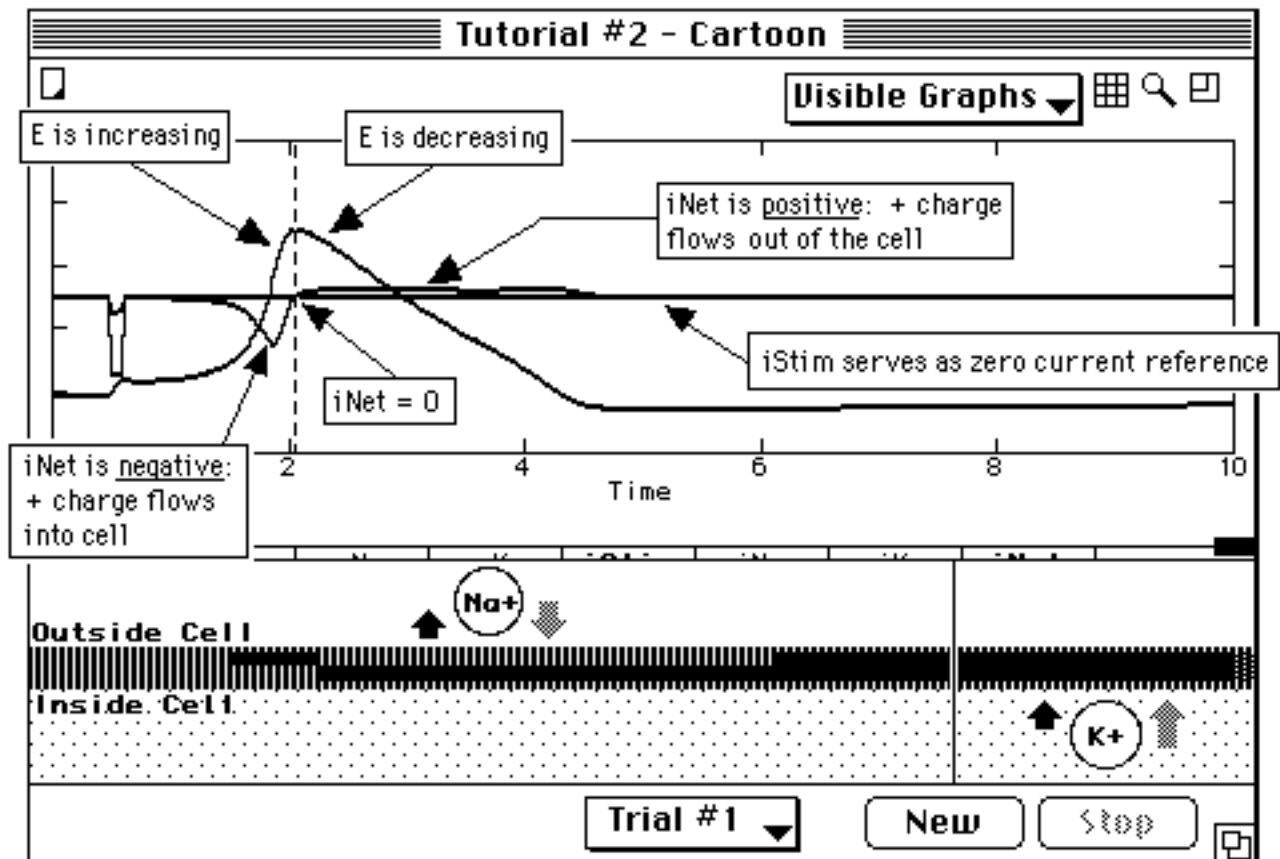 Tutorial #2 - Cartoon
Visible Graphs
E is increasing
E is decreasing
iNet is positive: + charge
flows out of the cell
iStim serves as zero current reference
iNet = 0
iNet is negative:
+ charge flows
into cell
2 4 6 8 10
Time
Na+
Outside Cell
Inside Cell
K+
Trial #1
New
Stop